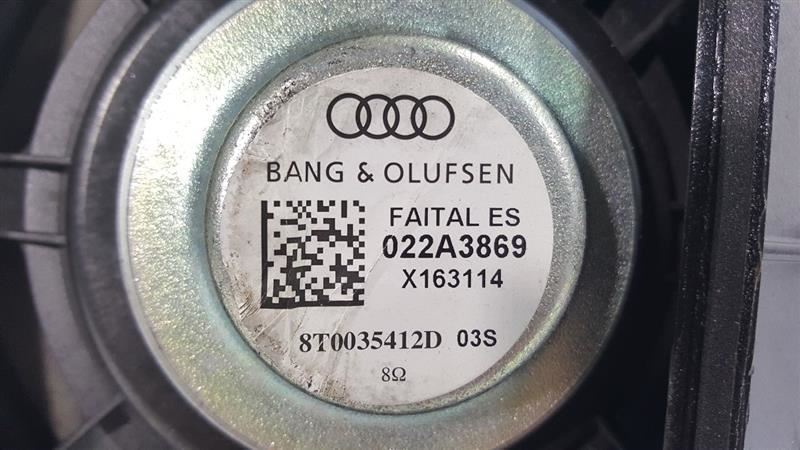 BANG & OLUFSEN
FAITAL ES
022A3869
X163114
8T0035412D 03S
8Ω